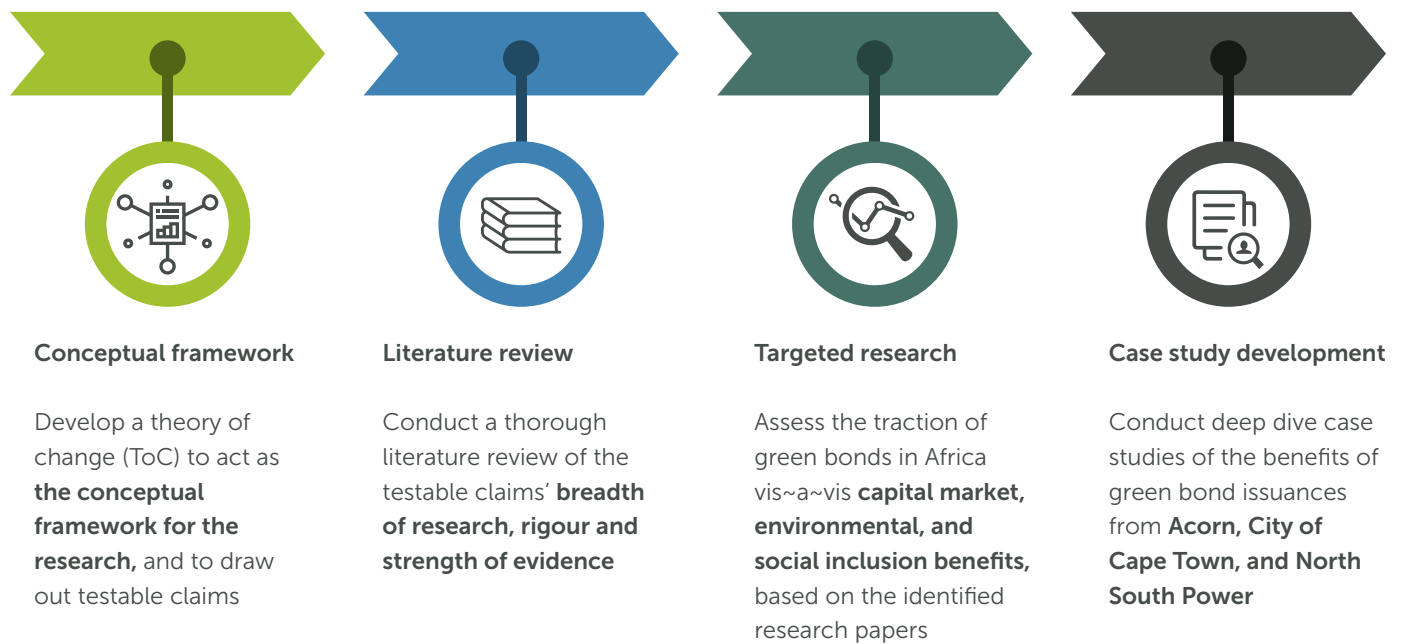 Conceptual framework
Develop a theory of
change (ToC) to act as
the conceptual
framework for the
research, and to draw
out testable claims
Literature review
Conduct a thorough
literature review of the
testable claims’ breadth
of research, rigour and
strength of evidence
Targeted research
Assess the traction of
green bonds in Africa
vis~a~vis capital market,
environmental, and
social inclusion benefits,
based on the identified
research papers
Case study development
Conduct deep dive case
studies of the benefits of
green bond issuances
from Acorn, City of
Cape Town, and North
South Power